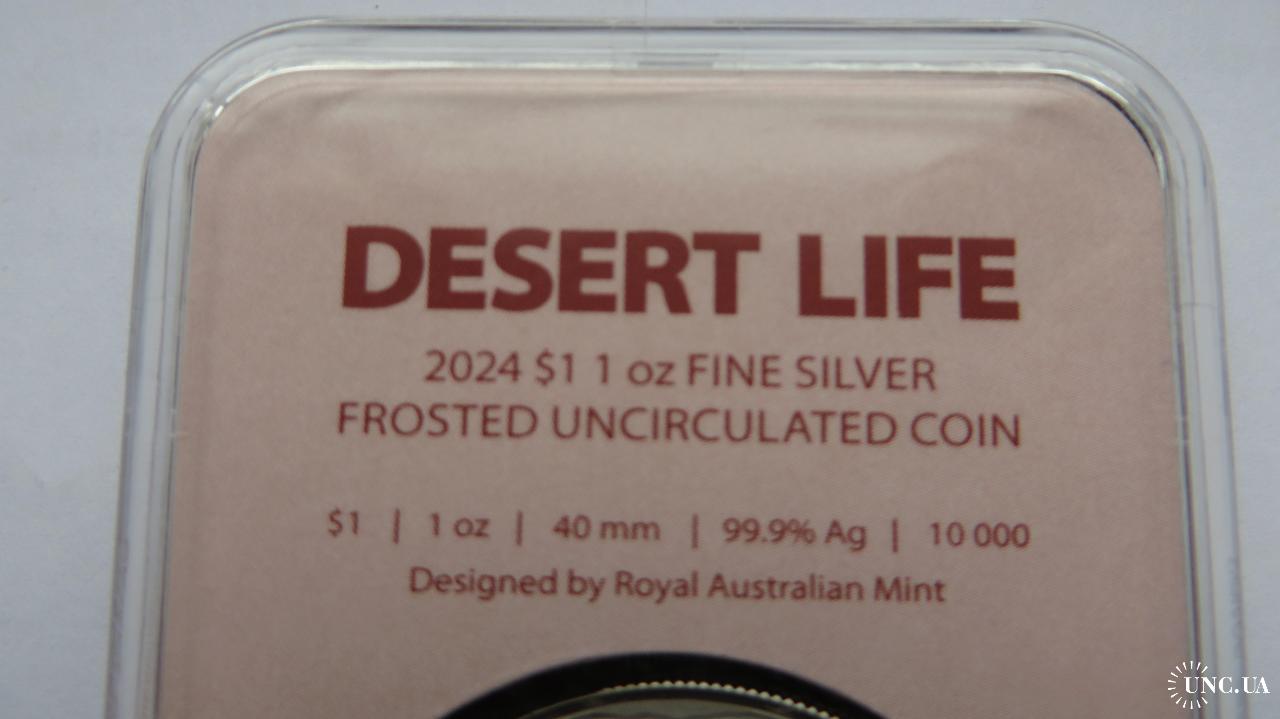 DESERT LIFE
2024 $1 1 oz FINE SILVER
FROSTED UNCIRCULATED COIN
$1 | 1 oz | 40 mm | 99.9% Ag | 10 000
Designed by Royal Australian Mint
UNC.UA